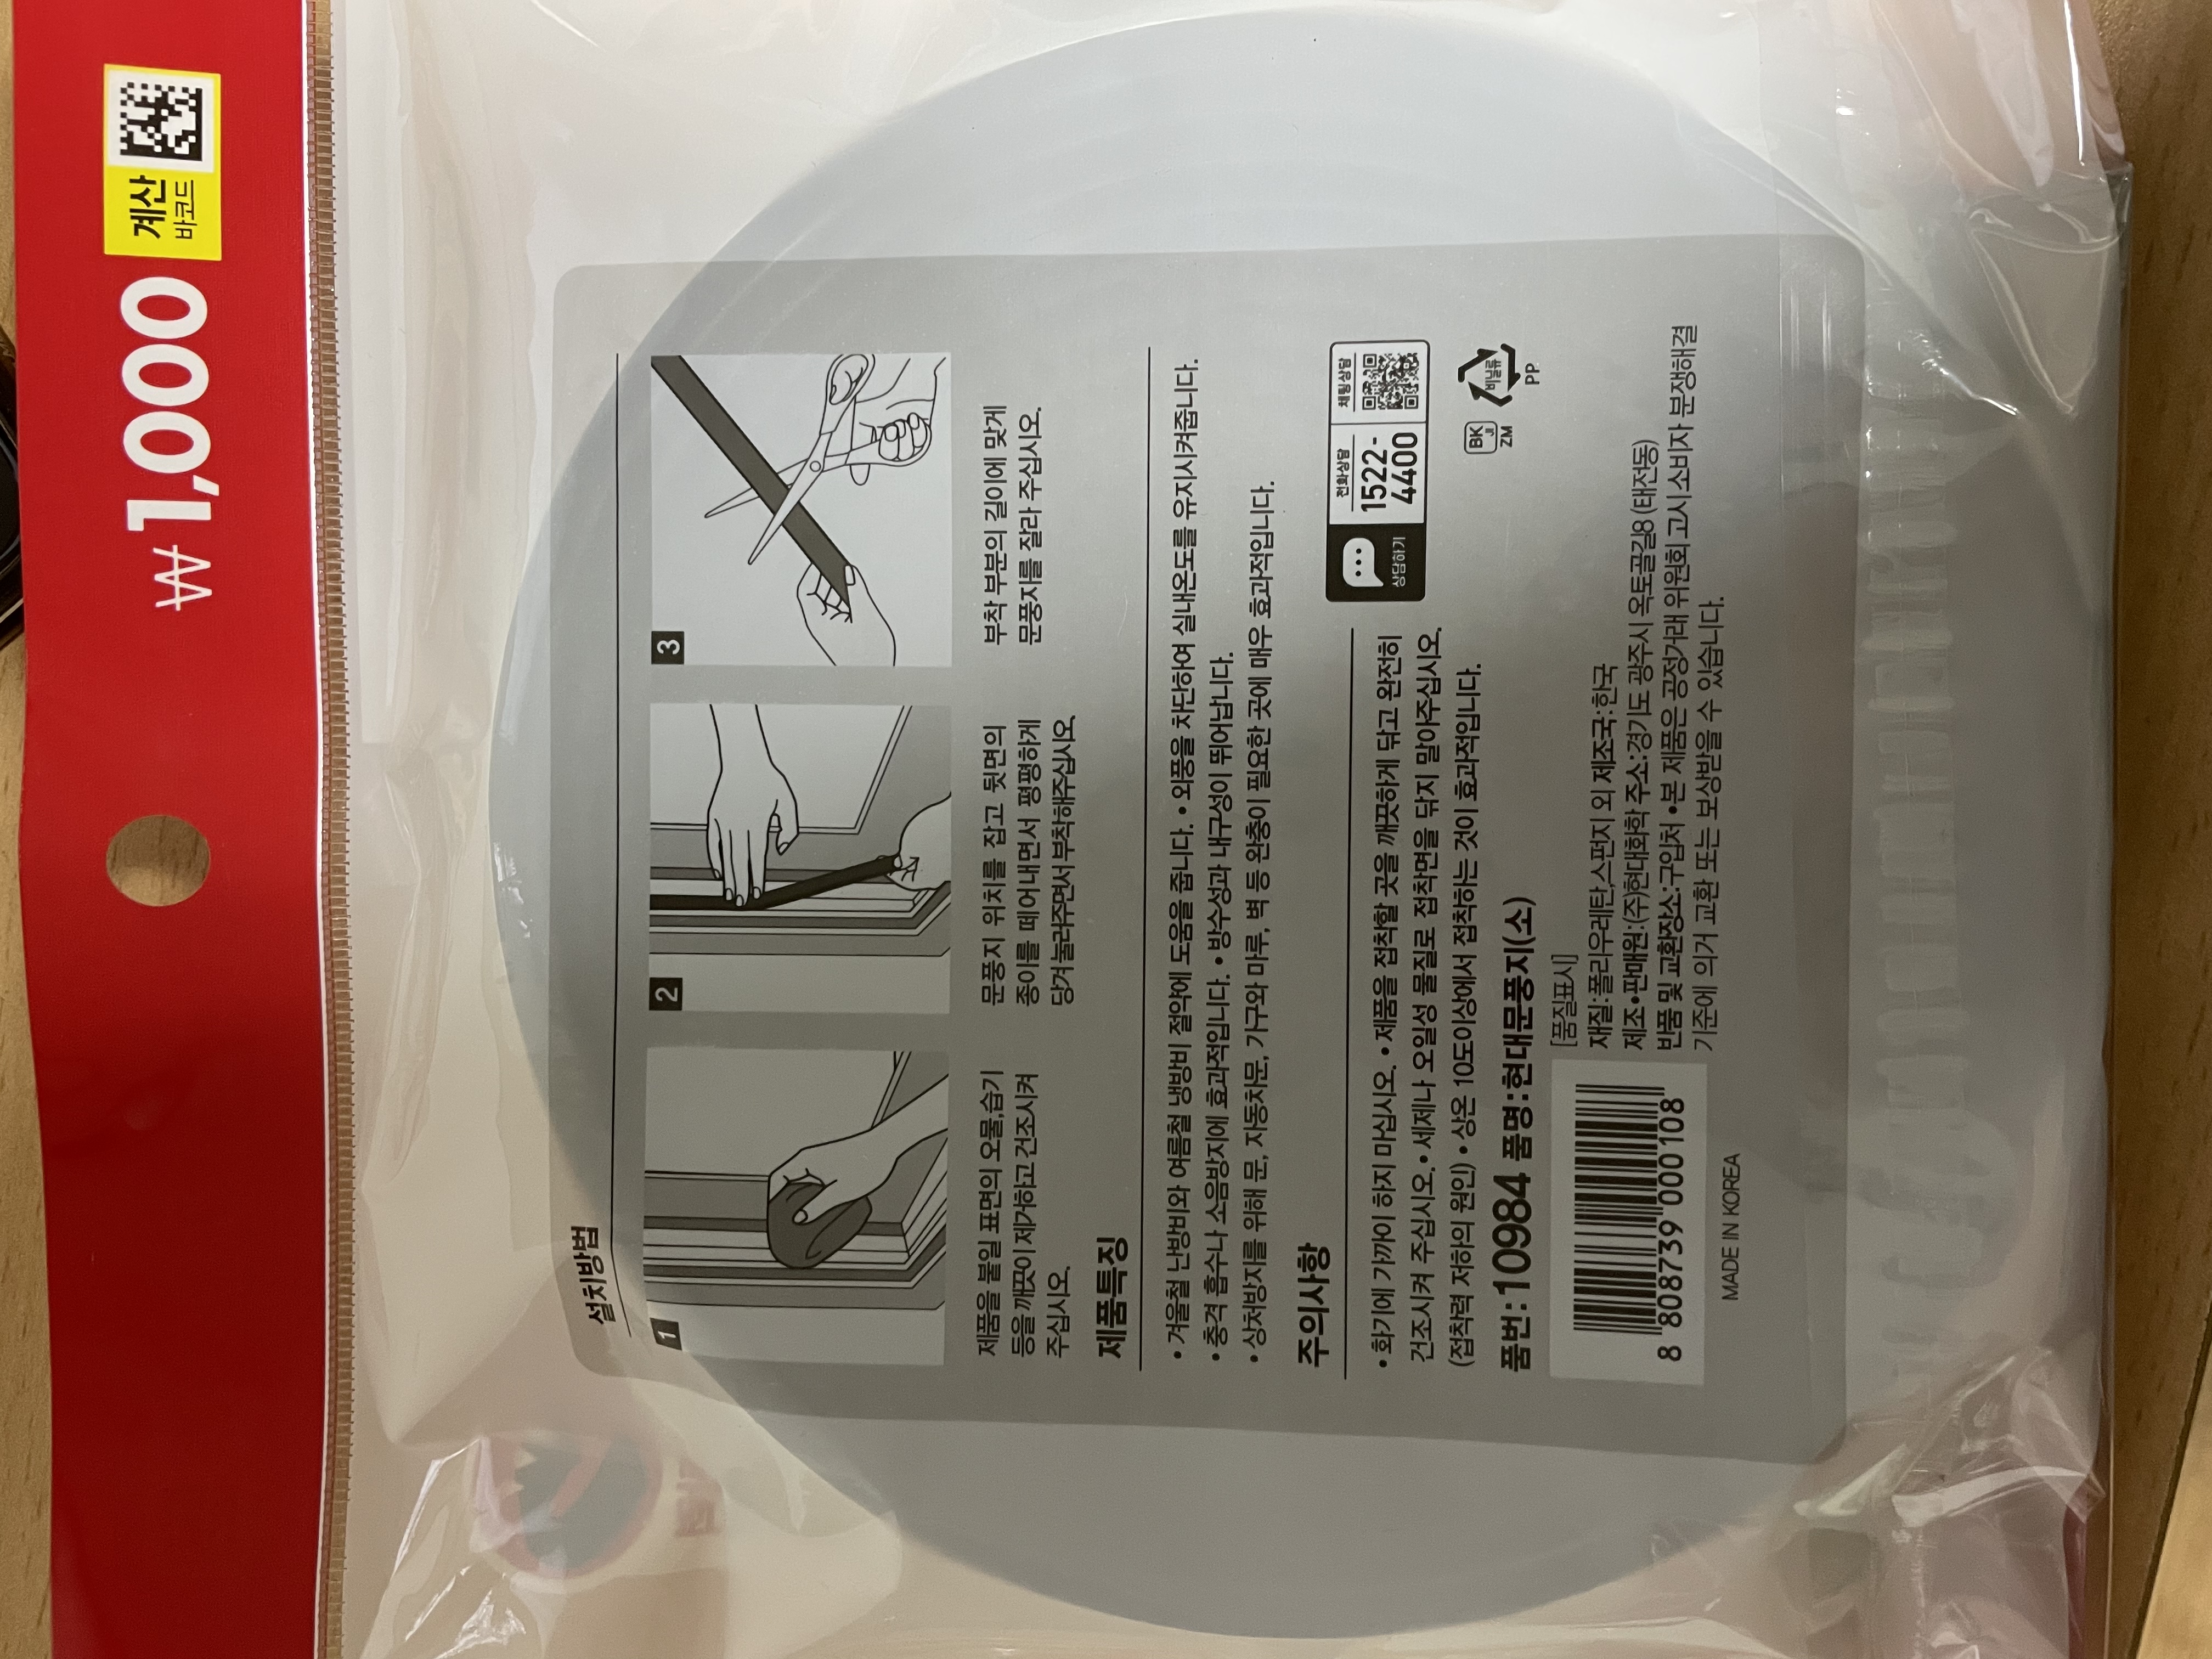 ₩1,000
계산
바코드
설치방법
1
제품을 붙일 표면의 오물,습기
등을 깨끗이 제거하고 건조시켜
주십시오.
2
문풍지 위치를 잡고 뒷면의
종이를 떼어내면서 평평하게
당겨 눌러주면서 부착해주십시오.
3
부착 부분의 길이에 맞게
문풍지를 잘라 주십시오.
제품특징
• 겨울철 난방비와 여름철 냉방비 절약에 도움을 줍니다. • 외풍을 차단하여 실내온도를 유지시켜줍니다.
• 충격 흡수나 소음방지에 효과적입니다. • 방수성과 내구성이 뛰어납니다.
• 상처방지를 위해 문, 자동차문, 가구와 마루, 벽 등 완충이 필요한 곳에 매우 효과적입니다.
주의사항
• 화기에 가까이 하지 마십시오. • 제품을 접착할 곳을 깨끗하게 닦고 완전히
건조시켜 주십시오. • 세제나 오일성 물질로 접착면을 닦지 말아주십시오.
(접착력 저하의 원인) • 상온 10도이상에서 접착하는 것이 효과적입니다.
상담하기
전화상담
1522-
4400
채팅상담
품번:10984 품명:현대문풍지(소)
BK
JI
ZM
비닐류
PP
8 808739 000108
MADE IN KOREA
[품질표시]
재질:폴리우레탄,스펀지 외 제조국:한국
제조•판매원:(주)현대화학 주소:경기도 광주시 옥토골길8 (태전동)
반품 및 교환장소:구입처 •본 제품은 공정거래 위원회 고시 소비자 분쟁해결
기준에 의거 교환 또는 보상받을 수 있습니다.